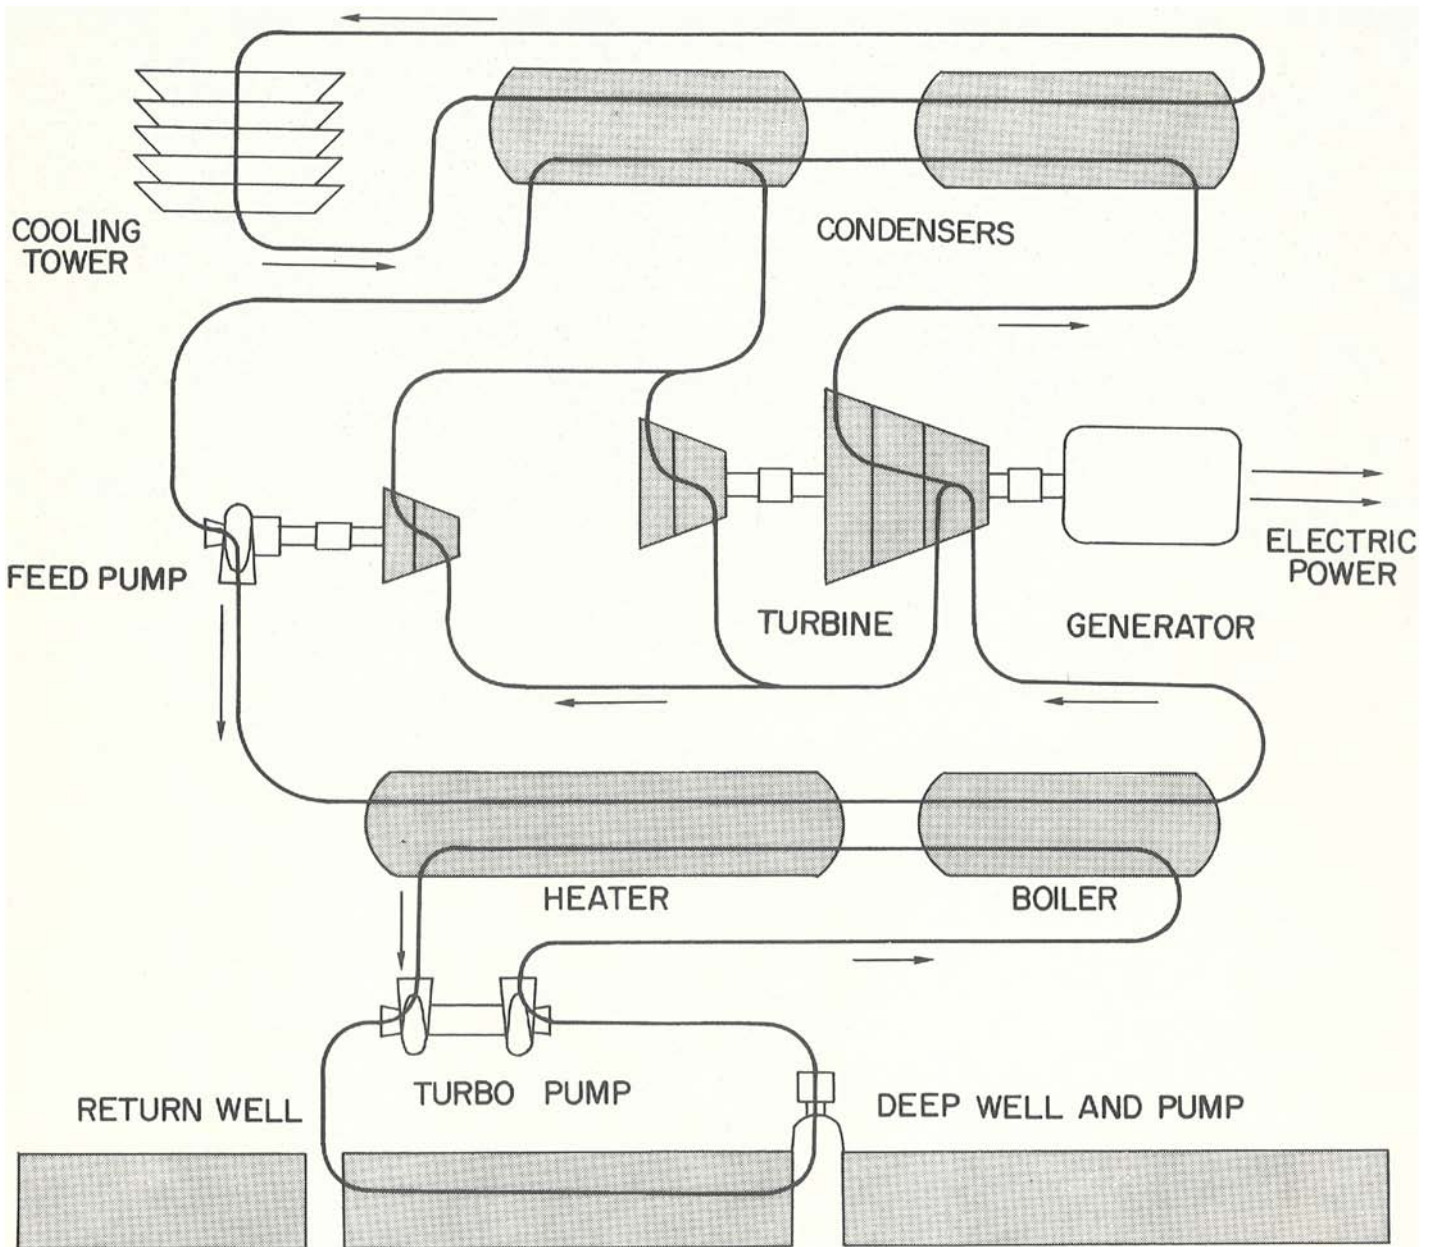 COOLING
TOWER
CONDENSERS
ELECTRIC
POWER
FEED PUMP
TURBINE
GENERATOR
HEATER
BOILER
TURBO PUMP
RETURN WELL
DEEP WELL AND PUMP